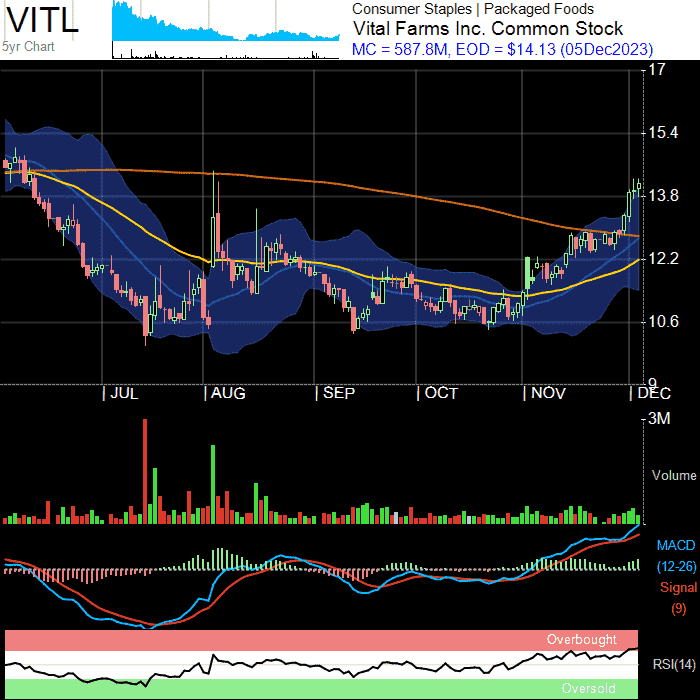 VITL
5yr Chart
Consumer Staples | Packaged Foods
Vital Farms Inc. Common Stock
MC = 587.8M, EOD = $14.13 (05Dec2023)
17
15.4
13.8
12.2
10.6
9
| JUL | AUG | SEP | OCT | NOV | DEC
3M
Volume
MACD
(12-26)
Signal
(9)
Overbought
RSI(14)
Oversold